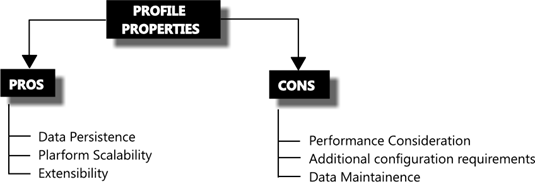 PROFILE
PROPERTIES
PROS
Data Persistence
Plarform Scalability
Extensibility
CONS
Performance Consideration
Additional configuration requirements
Data Maintainence